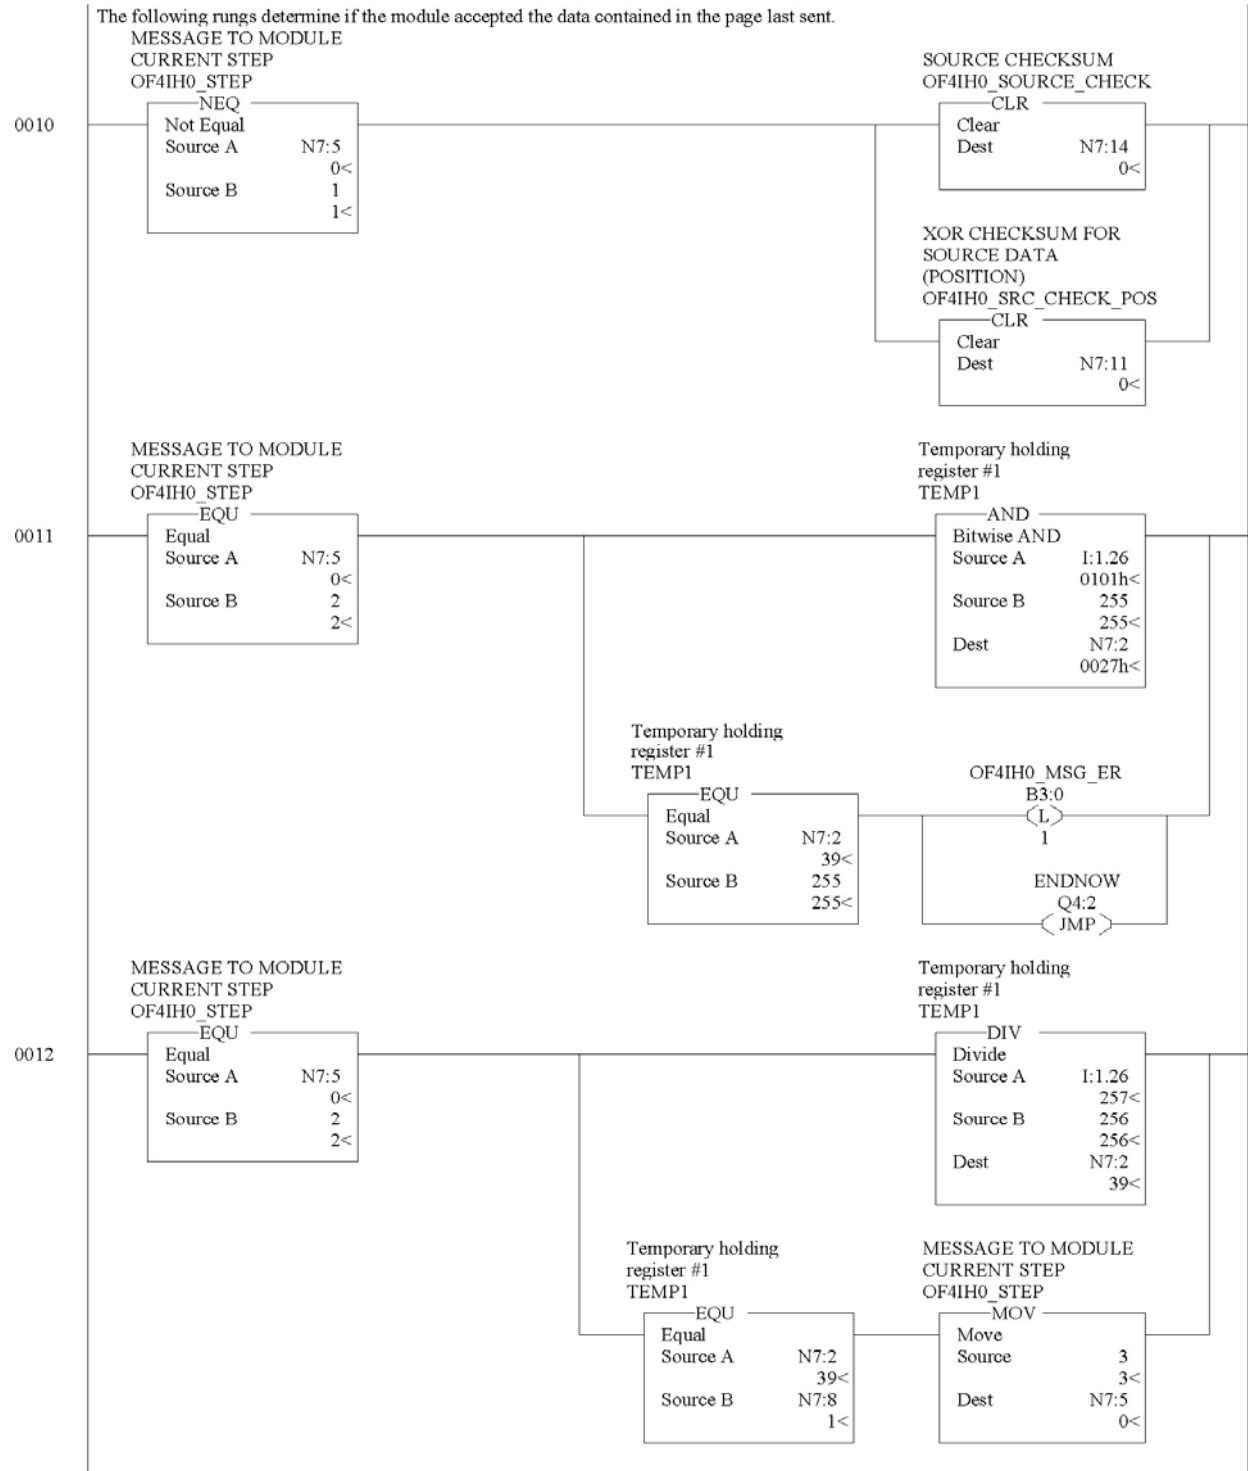 The following rungs determine if the module accepted the data contained in the page last sent.
MESSAGE TO MODULE
CURRENT STEP
OF4IH0_STEP
NEQ
Not Equal
Source A N7:5
0<
Source B 1
1<
0010
SOURCE CHECKSUM
OF4IH0_SOURCE_CHECK
CLR
Clear
Dest N7:14
0<
XOR CHECKSUM FOR
SOURCE DATA
(POSITION)
OF4IH0_SRC_CHECK_POS
CLR
Clear
Dest N7:11
0<
MESSAGE TO MODULE
CURRENT STEP
OF4IH0_STEP
EQU
0011
Equal
Source A N7:5
0<
Source B 2
2<
Temporary holding
register #1
TEMP1
AND
Bitwise AND
Source A I:1.26
0101h<
Source B 255
255<
Dest N7:2
0027h<
Temporary holding
register #1
TEMP1
EQU
Equal
Source A N7:2
39<
Source B 255
255<
OF4IH0_MSG_ER
B3:0
L
1
ENDNOW
Q4:2
JMP
MESSAGE TO MODULE
CURRENT STEP
OF4IH0_STEP
EQU
0012
Equal
Source A N7:5
0<
Source B 2
2<
Temporary holding
register #1
TEMP1
DIV
Divide
Source A I:1.26
257<
Source B 256
256<
Dest N7:2
39<
Temporary holding
register #1
TEMP1
EQU
Equal
Source A N7:2
39<
Source B N7:8
1<
MESSAGE TO MODULE
CURRENT STEP
OF4IH0_STEP
MOV
Move
Source 3
3<
Dest N7:5
0<